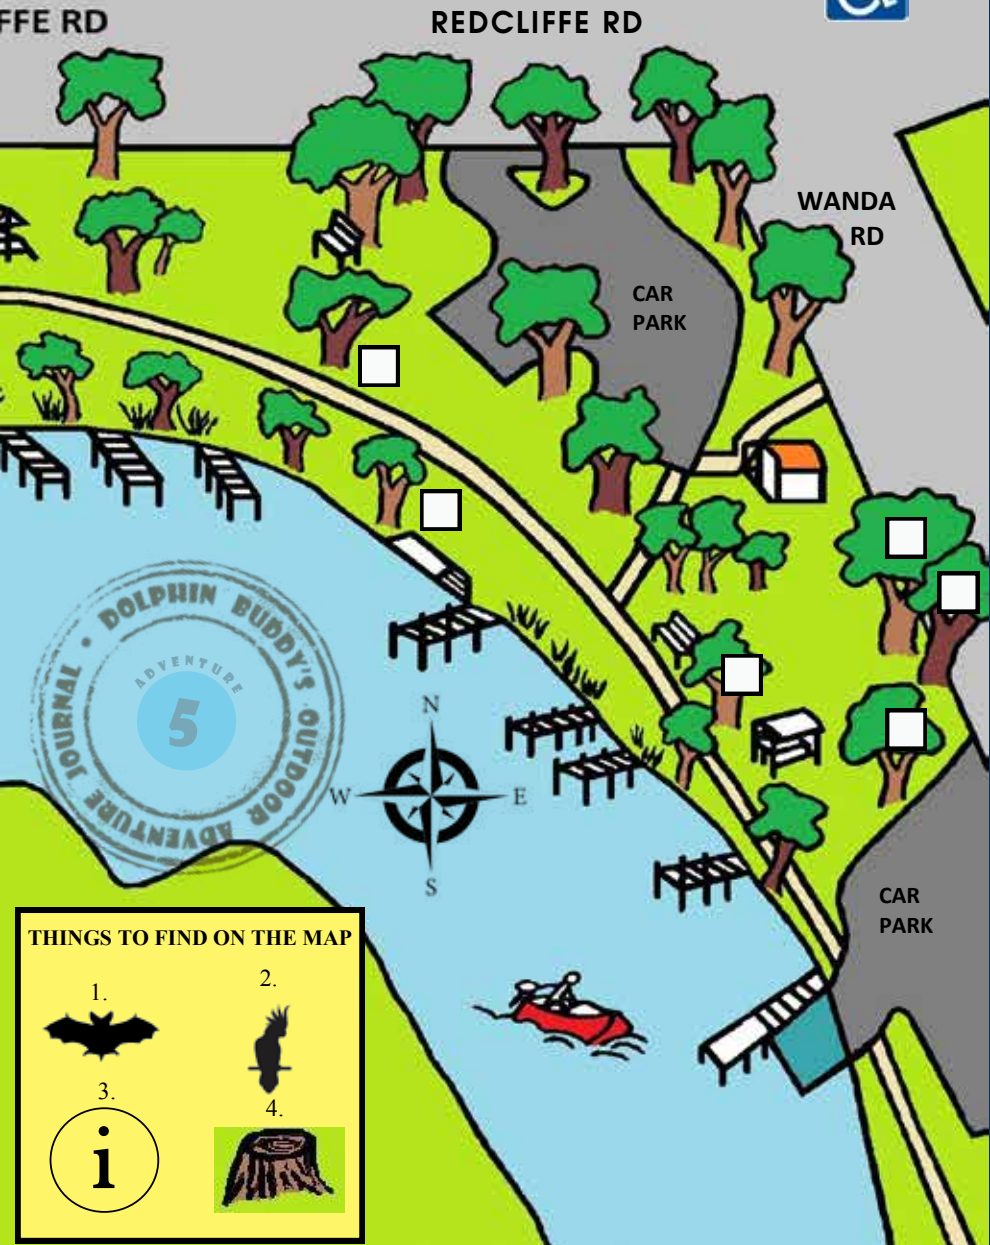 FFE RD
REDCLIFFE RD
WANDA
RD
CAR
PARK
DOLPHIN BUDDY'S OUTDOOR ADVENTURE JOURNAL •
ADVENTURE
5
N
W
E
S
CAR
PARK
THINGS TO FIND ON THE MAP
1.
2.
3.
4.
i